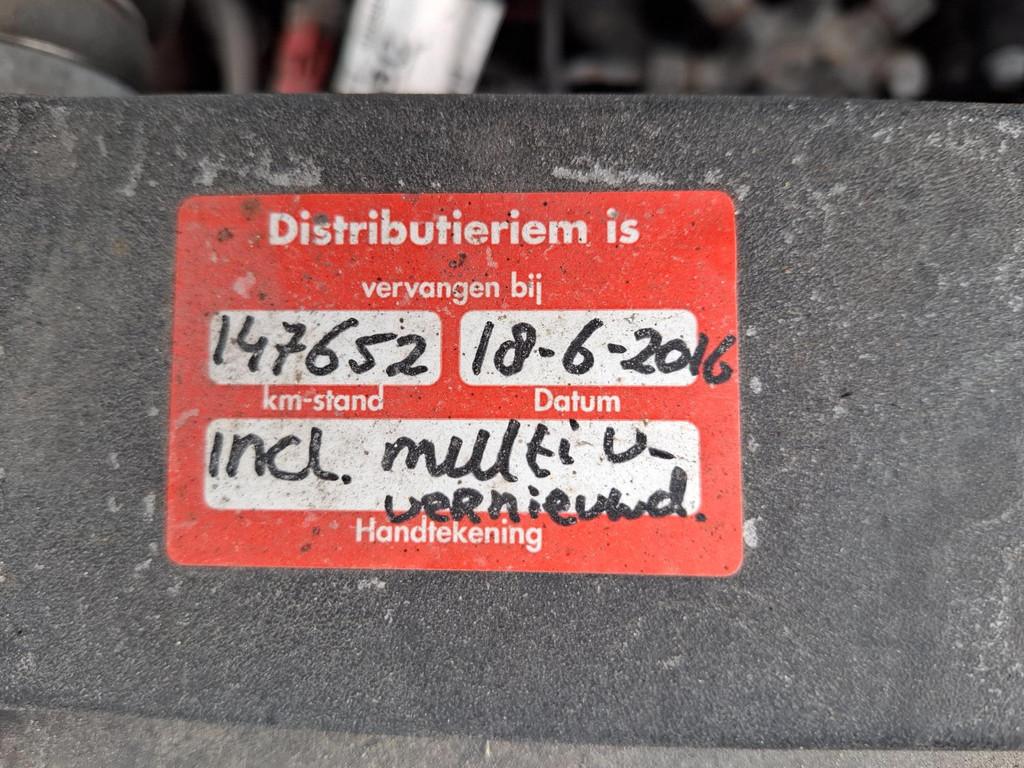 Distributieriem is
vervangen bij
147652 18-6-2016
km-stand Datum
incl. multi v-
vernieuwd.
Handtekening